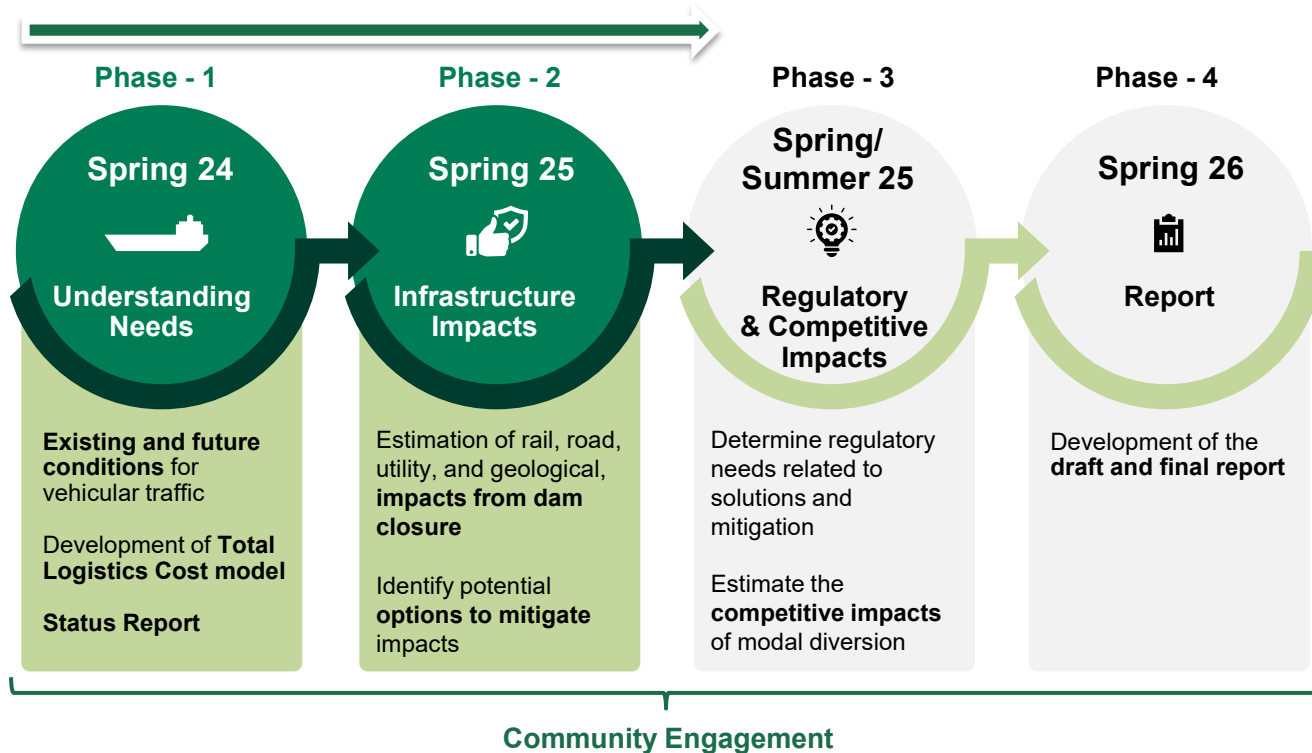 Phase - 1
Spring 24
Understanding
Needs
Existing and future
conditions for
vehicular traffic
Development of Total
Logistics Cost model
Status Report
Phase - 2
Spring 25
Infrastructure
Impacts
Estimation of rail, road,
utility, and geological,
impacts from dam
closure
Identify potential
options to mitigate
impacts
Phase - 3
Spring/
Summer 25
Regulatory
& Competitive
Impacts
Determine regulatory
needs related to
solutions and
mitigation
Estimate the
competitive impacts
of modal diversion
Phase - 4
Spring 26
Report
Development of the
draft and final report
Community Engagement